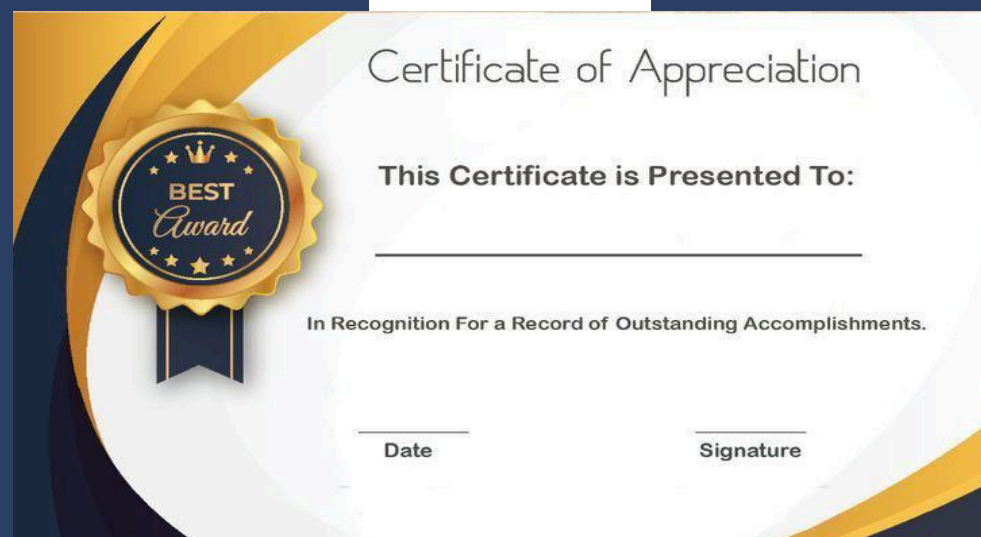 Certificate of Appreciation
BEST
Award
This Certificate is Presented To:
In Recognition For a Record of Outstanding Accomplishments.
Date
Signature